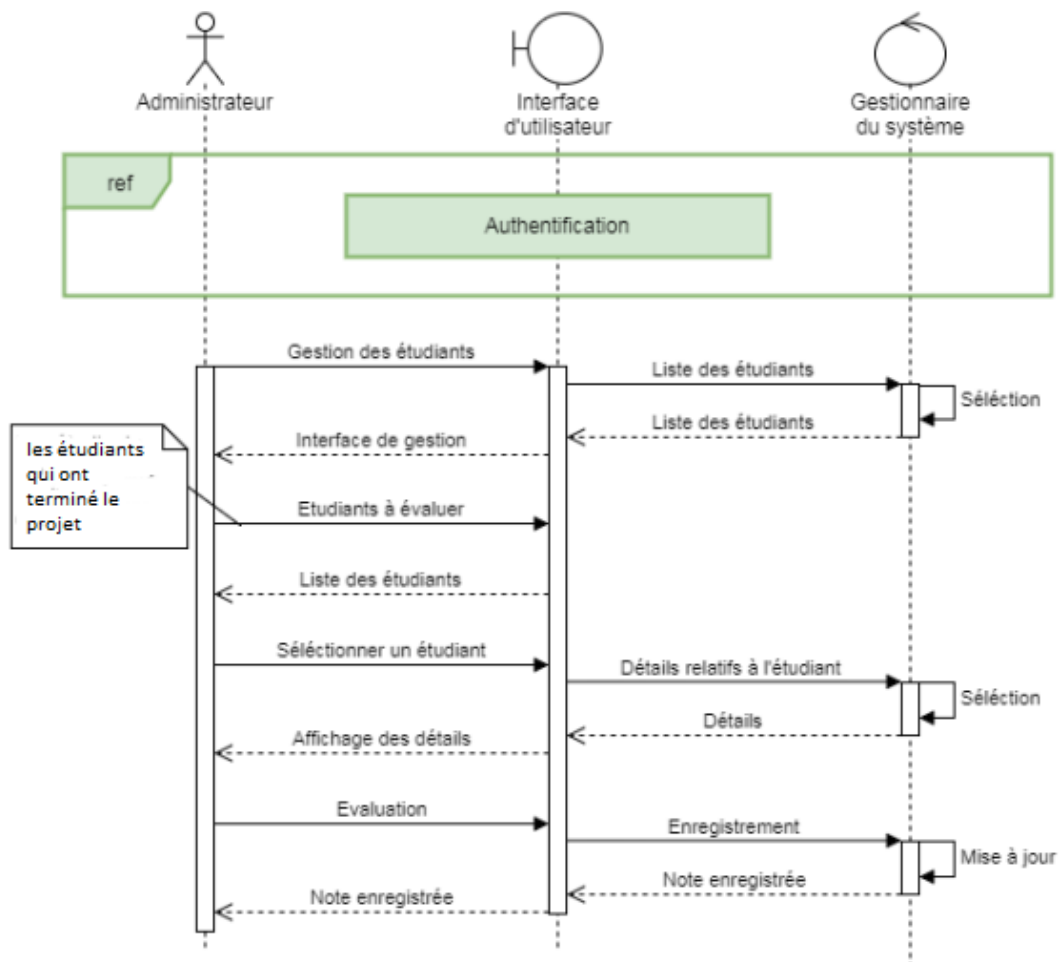 Administrateur
Interface
d'utilisateur
Gestionnaire
du système
ref
Authentification
Gestion des étudiants
Liste des étudiants
Séléction
Liste des étudiants
Interface de gestion
les étudiants
qui ont
terminé le
projet
Etudiants à évaluer
Liste des étudiants
Séléctionner un étudiant
Détails relatifs à l'étudiant
Séléction
Détails
Affichage des détails
Evaluation
Enregistrement
Mise à jour
Note enregistrée
Note enregistrée